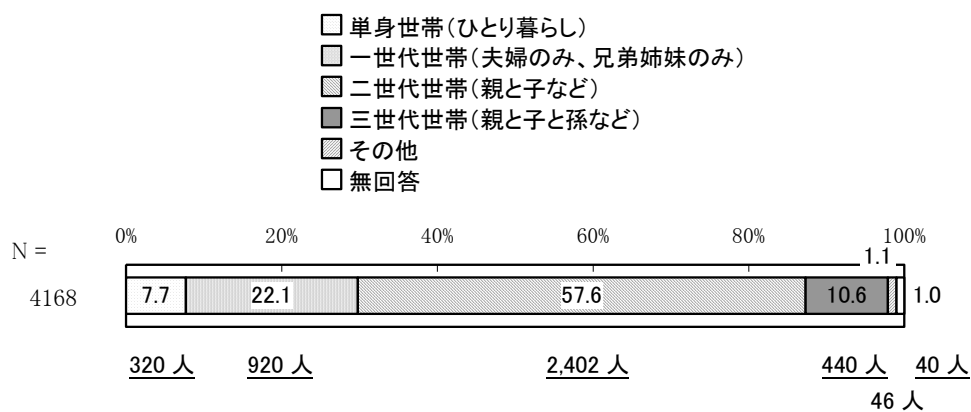 単身世帯(ひとり暮らし)
一世代世帯(夫婦のみ、兄弟姉妹のみ)
二世代世帯(親と子など)
三世代世帯(親と子と孫など)
その他
無回答
N = 0% 20% 40% 60% 80% 100%
1.1
4168 7.7 22.1 57.6 10.6 1.0
320 人 920 人 2,402 人 440 人 40 人
46 人